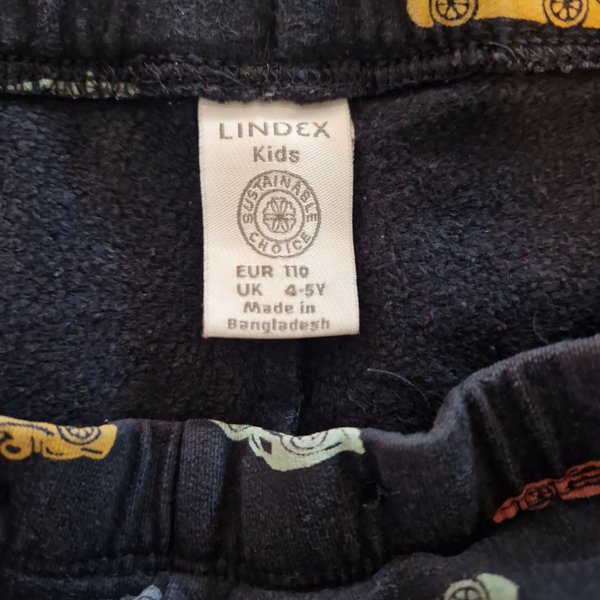 LINDEX
Kids
SUSTAINABLE
CHOICE
EUR 110
UK 4-5Y
Made in
Bangladesh